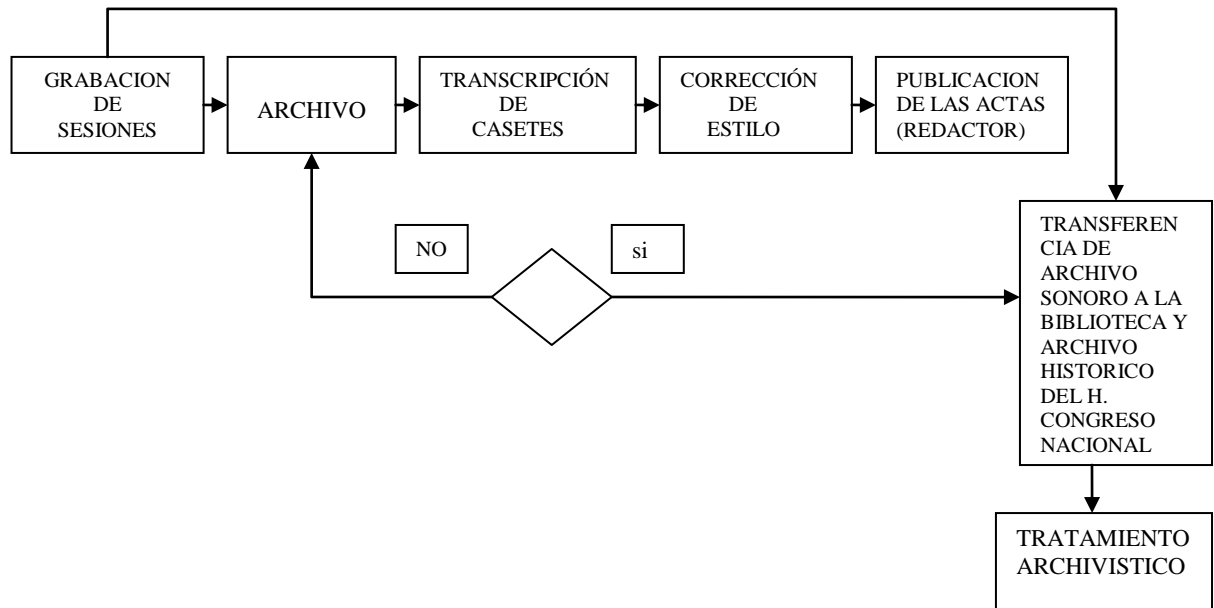 GRABACION
DE
SESIONES
ARCHIVO
TRANSCRIPCIÓN
DE
CASETES
CORRECCIÓN
DE
ESTILO
PUBLICACION
DE LAS ACTAS
(REDACTOR)
NO
si
TRANSFEREN
CIA DE
ARCHIVO
SONORO A LA
BIBLIOTECA Y
ARCHIVO
HISTORICO
DEL H.
CONGRESO
NACIONAL
TRATAMIENTO
ARCHIVISTICO